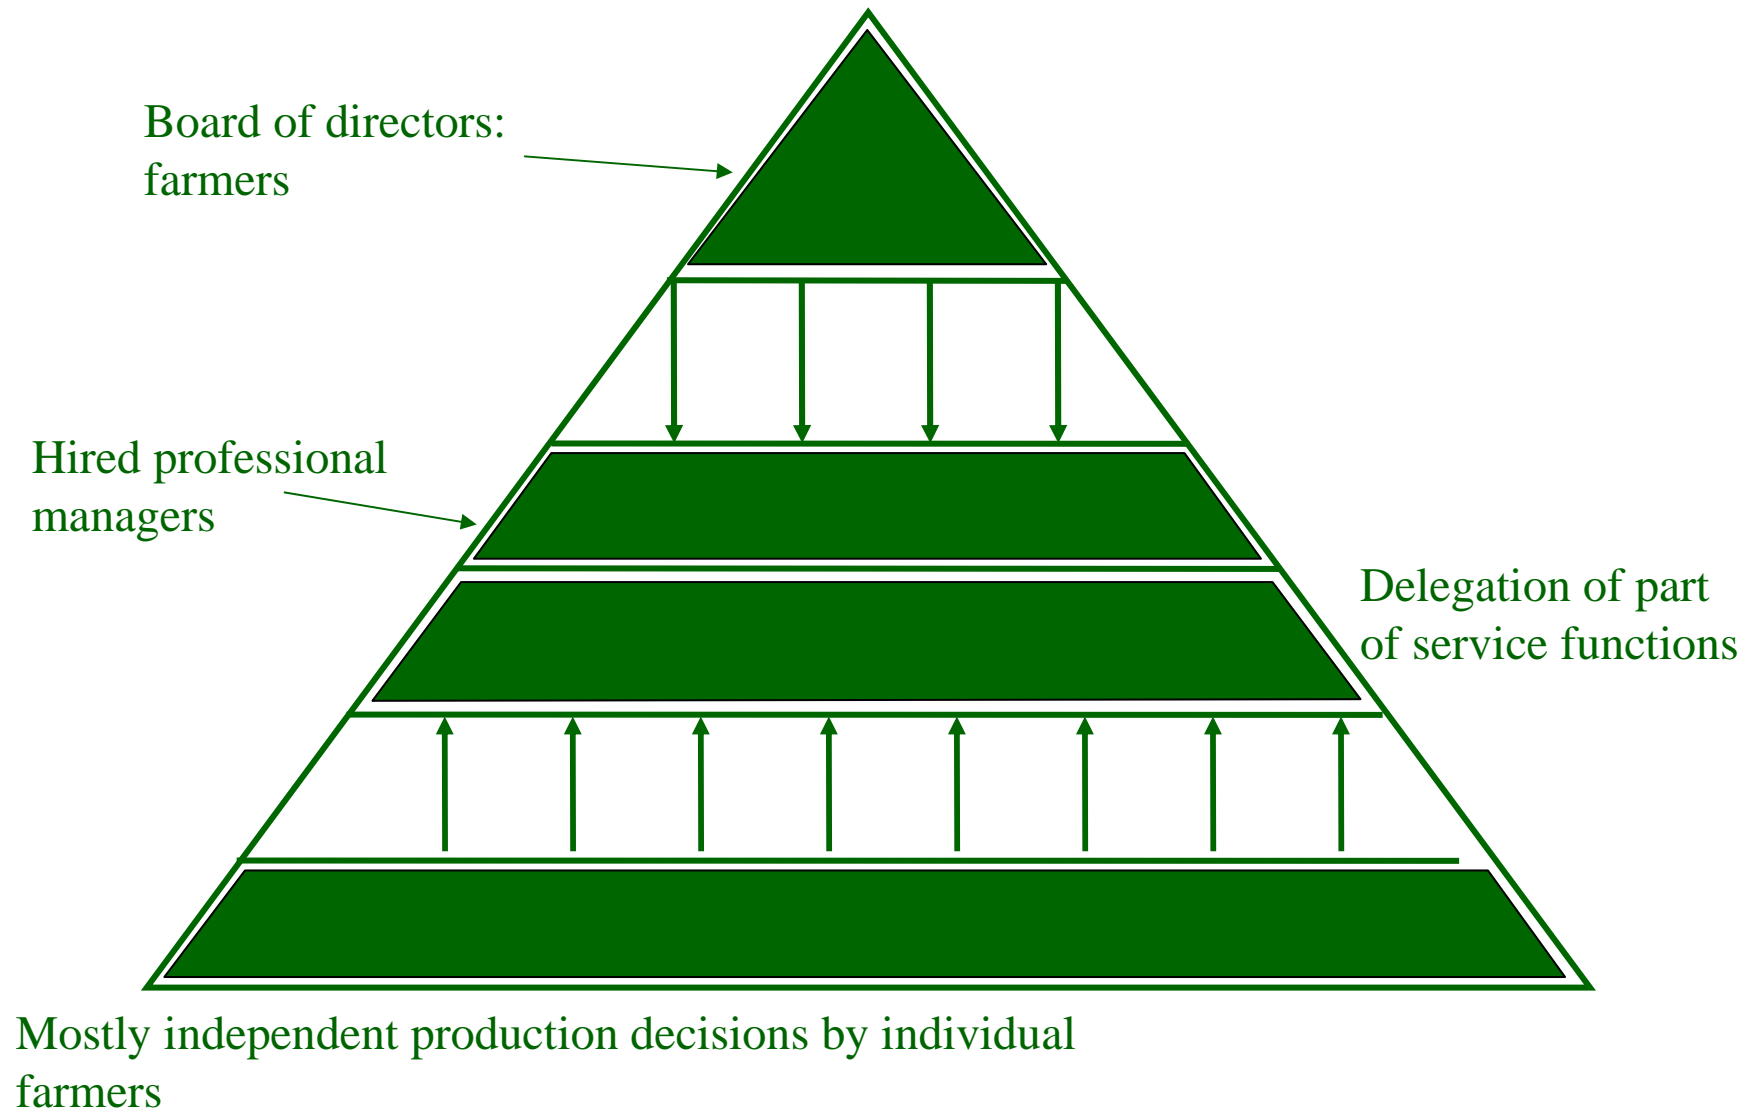 Board of directors:
farmers
Hired professional
managers
Delegation of part
of service functions
Mostly independent production decisions by individual
farmers